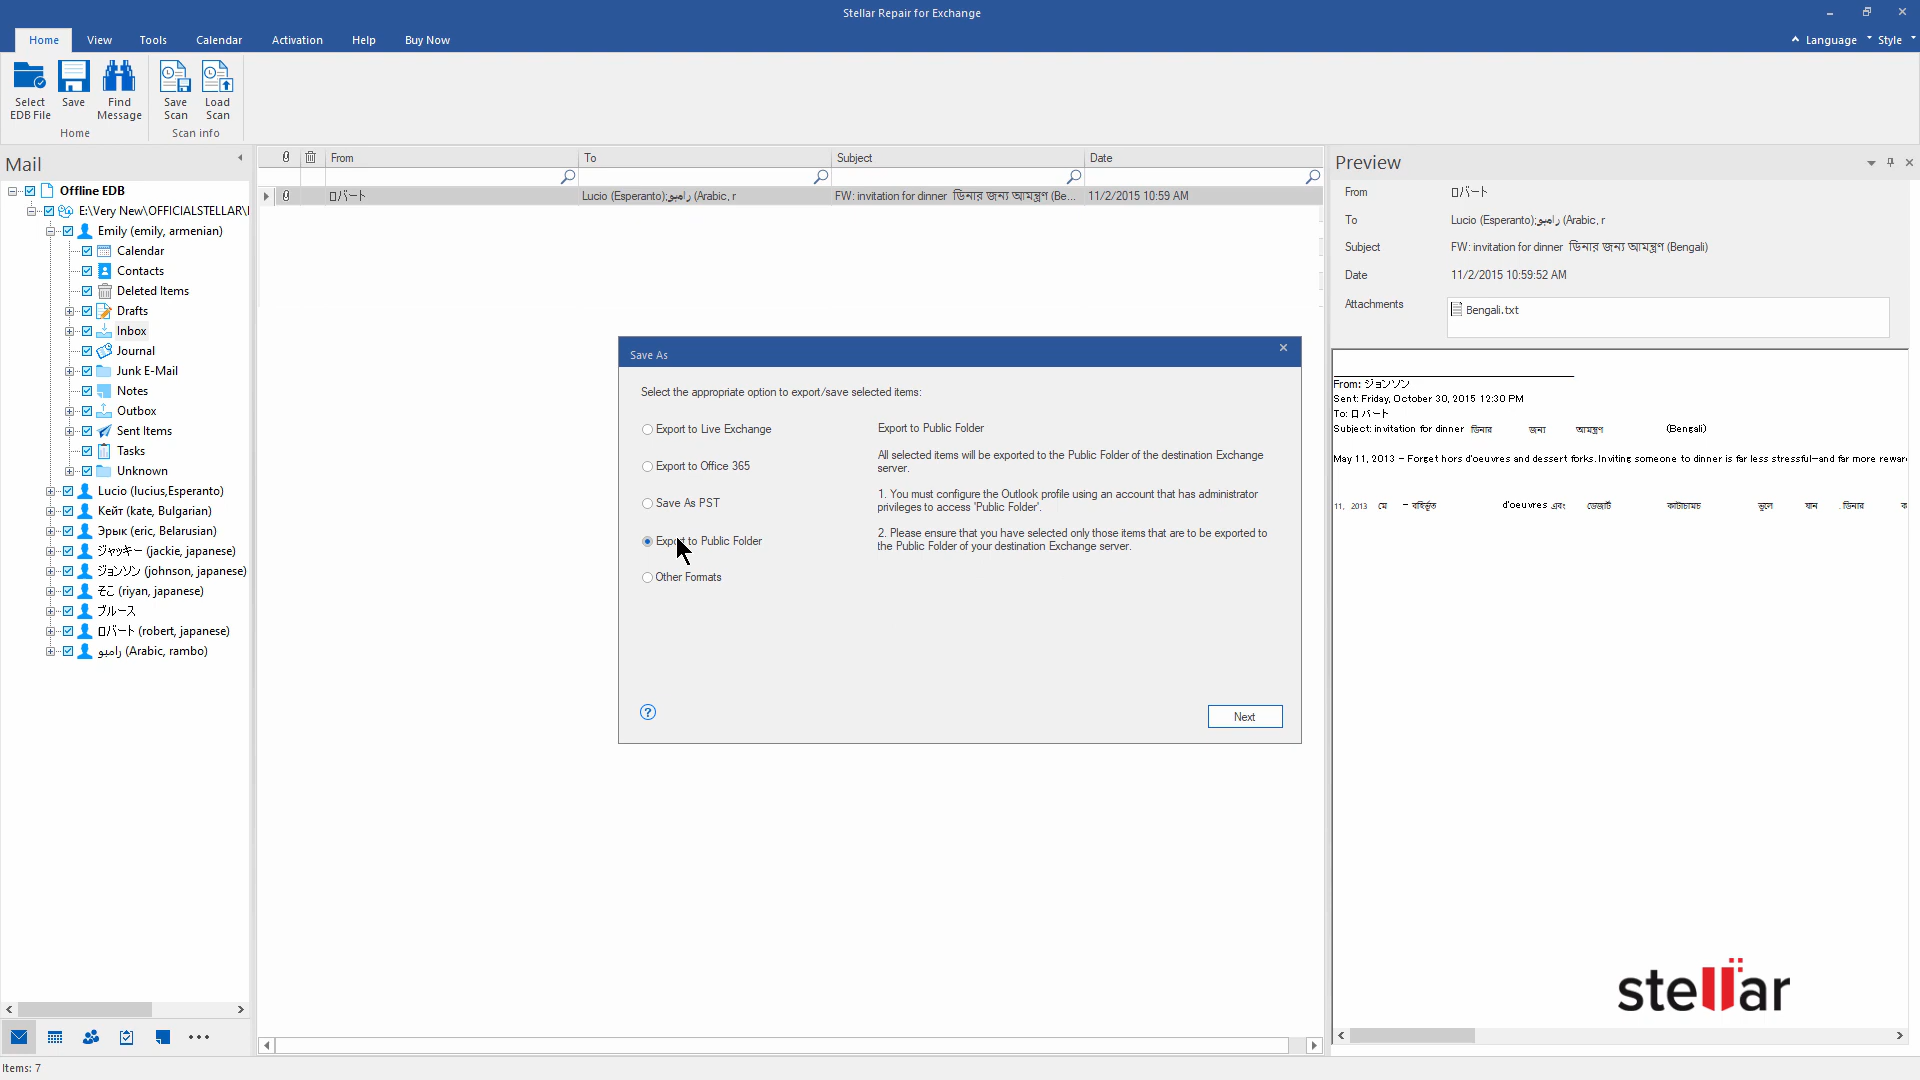 Stellar Repair for Exchange
Home View Tools Calendar Activation Help Buy Now Language Style
Select EDB File
Save
Find Message
Save Scan
Load Scan
Home
Scan info
Mail
Offline EDB
E:\Very New\OFFICIALSTELLAR\
Emily (emily, armenian)
Calendar
Contacts
Deleted Items
Drafts
Inbox
Journal
Junk E-Mail
Notes
Outbox
Sent Items
Tasks
Unknown
Lucio (lucius,Esperanto)
Кейт (kate, Bulgarian)
Эрык (eric, Belarusian)
ジャッキー (jackie, japanese)
ジョンソン (johnson, japanese)
そこ (riyan, japanese)
ブルース
ロバート (robert, japanese)
رامبو (Arabic, rambo)
Items: 7
From To Subject Date
ロバート Lucio (Esperanto);رامبو (Arabic, r FW: invitation for dinner ডিনার জন্য আমন্ত্রণ (Be... 11/2/2015 10:59 AM
Save As
Select the appropriate option to export/save selected items:
Export to Live Exchange
Export to Office 365
Save As PST
Export to Public Folder
Other Formats
Export to Public Folder
All selected items will be exported to the Public Folder of the destination Exchange
server.
1. You must configure the Outlook profile using an account that has administrator
privileges to access 'Public Folder'.
2. Please ensure that you have selected only those items that are to be exported to
the Public Folder of your destination Exchange server.
?
Next
Preview
From ロバート
To Lucio (Esperanto);رامبو (Arabic, r
Subject FW: invitation for dinner ডিনার জন্য আমন্ত্রণ (Bengali)
Date 11/2/2015 10:59:52 AM
Attachments Bengali.txt
From: ジョンソン
Sent: Friday, October 30, 2015 12:30 PM
To: ロバート
Subject: invitation for dinner ডিনার জন্য আমন্ত্রণ (Bengali)
May 11, 2013 – Forget hors d'oeuvres and dessert forks. Inviting someone to dinner is far less stressful—and far more
11, 2013 মে – বহির্ভূত d'oeuvres এবং ডেজার্ট কাটাচামচ ভুলে যান . ডিনার
stellar